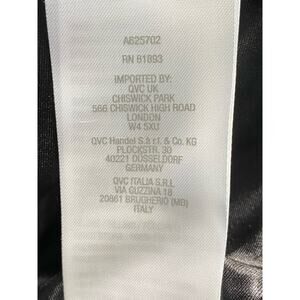 A625702
RN 81893
IMPORTED BY:
QVC UK
CHISWICK PARK
566 CHISWICK HIGH ROAD
LONDON
W4 5XU
QVC Handel S.à r.l. & Co. KG
PLOCKSTR. 30
40221 DÜSSELDORF
GERMANY
QVC ITALIA S.R.L
VIA GUZZINA 18
20861 BRUGHERIO (MB)
ITALY